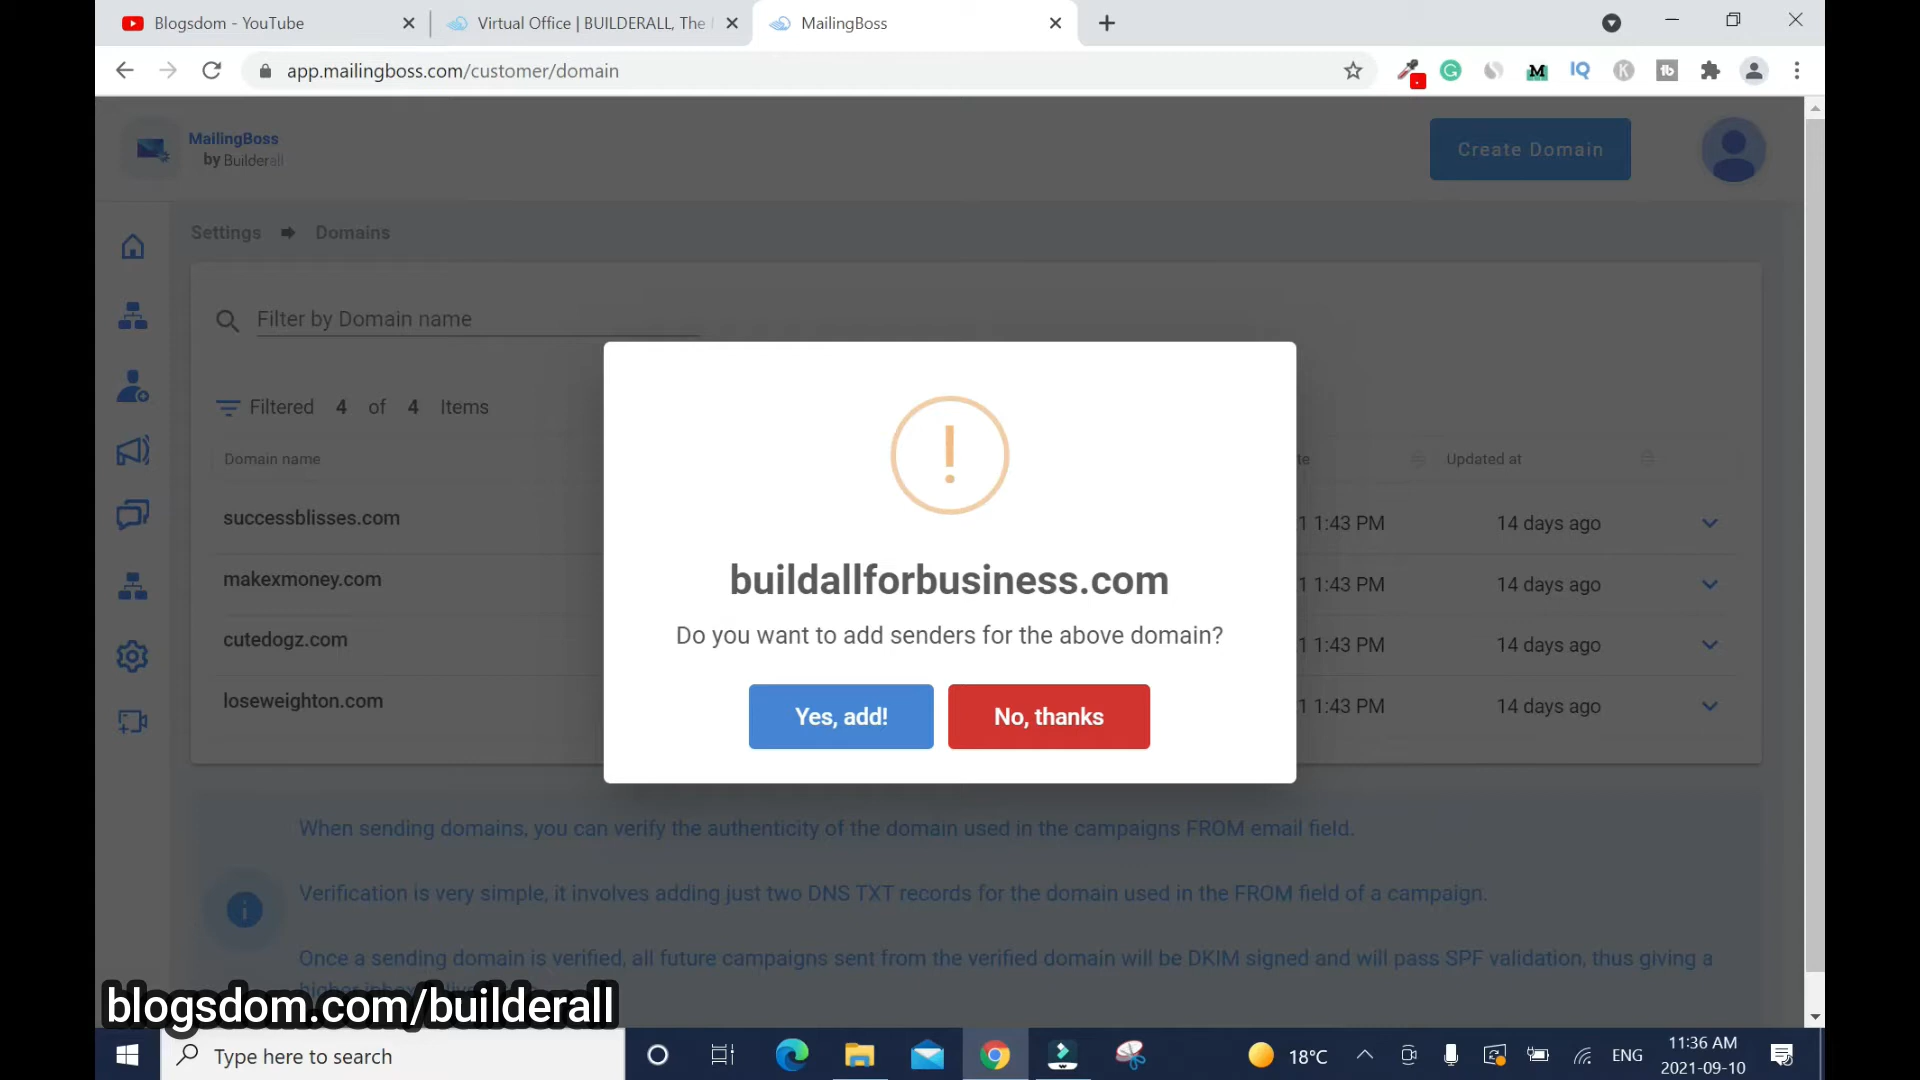 Blogsdom - YouTube
Virtual Office | BUILDERALL, The
MailingBoss
app.mailingboss.com/customer/domain
MailingBoss
by Builderall
Create Domain
Settings Domains
Filter by Domain name
Filtered 4 of 4 Items
Domain name
te
Updated at
successblisses.com
1 1:43 PM
14 days ago
makexmoney.com
1 1:43 PM
14 days ago
cutedogz.com
1 1:43 PM
14 days ago
loseweighton.com
1 1:43 PM
14 days ago
buildallforbusiness.com
Do you want to add senders for the above domain?
Yes, add!
No, thanks
When sending domains, you can verify the authenticity of the domain used in the campaigns FROM email field.
Verification is very simple, it involves adding just two DNS TXT records for the domain used in the FROM field of a campaign.
Once a sending domain is verified, all future campaigns sent from the verified domain will be DKIM signed and will pass SPF validation, thus giving a
blogsdom.com/builderall
Type here to search
18°C
ENG
11:36 AM
2021-09-10